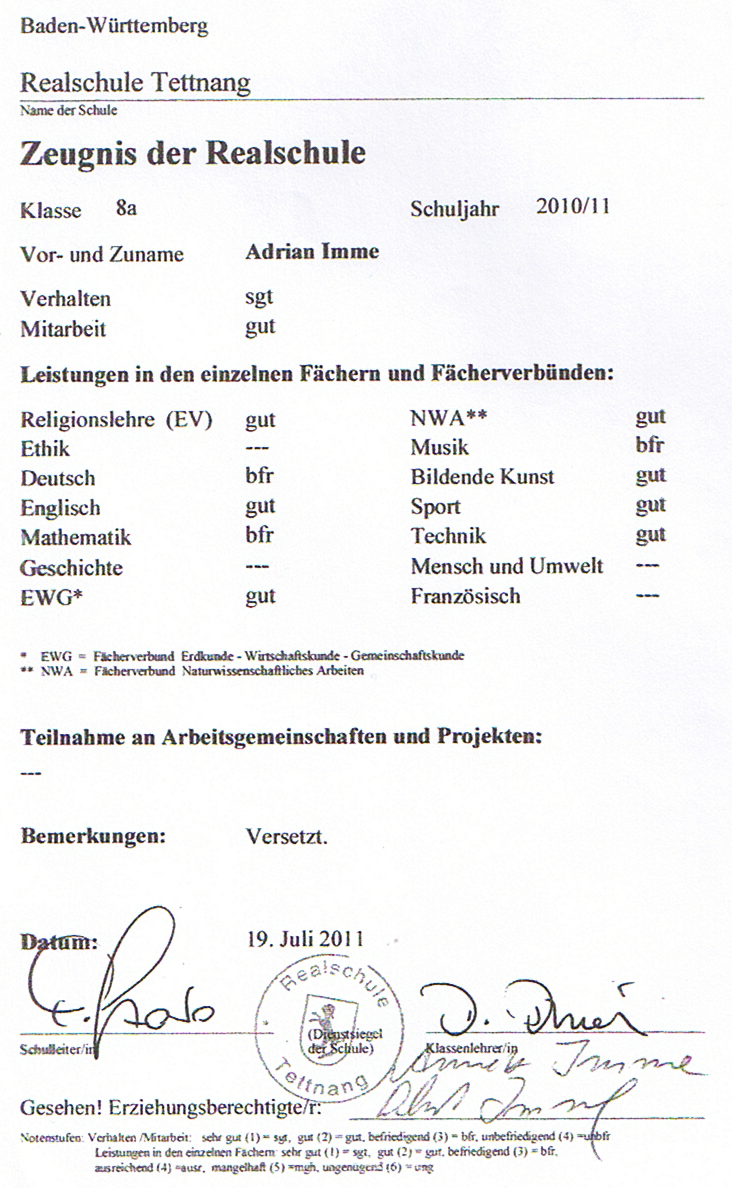 Baden-Württemberg
Realschule Tettnang
Name der Schule
Zeugnis der Realschule
Klasse 8a Schuljahr 2010/11
Vor- und Zuname Adrian Imme
Verhalten sgt
Mitarbeit gut
Leistungen in den einzelnen Fächern und Fächerverbünden:
Religionslehre (EV) gut NWA** gut
Ethik --- Musik bfr
Deutsch bfr Bildende Kunst gut
Englisch gut Sport gut
Mathematik bfr Technik gut
Geschichte --- Mensch und Umwelt ---
EWG* gut Französisch ---
* EWG = Fächerverbund Erdkunde - Wirtschaftskunde - Gemeinschaftskunde
** NWA = Fächerverbund Naturwissenschaftliches Arbeiten
Teilnahme an Arbeitsgemeinschaften und Projekten:
---
Bemerkungen: Versetzt.
Datum: 19. Juli 2011
Realschule
Tettnang
(Dienstsiegel
der Schule)
Schulleiter/in Klassenlehrer/in
Imme
Gesehen! Erziehungsberechtigte/r:
Notenstufen: Verhalten /Mitarbeit: sehr gut (1) = sgt, gut (2) = gut, befriedigend (3) = bfr, unbefriedigend (4) =unbfr
Leistungen in den einzelnen Fächern: sehr gut (1) = sgt, gut (2) = gut, befriedigend (3) = bfr,
ausreichend (4) =ausr, mangelhaft (5) =mgh, ungenügend (6) = ung